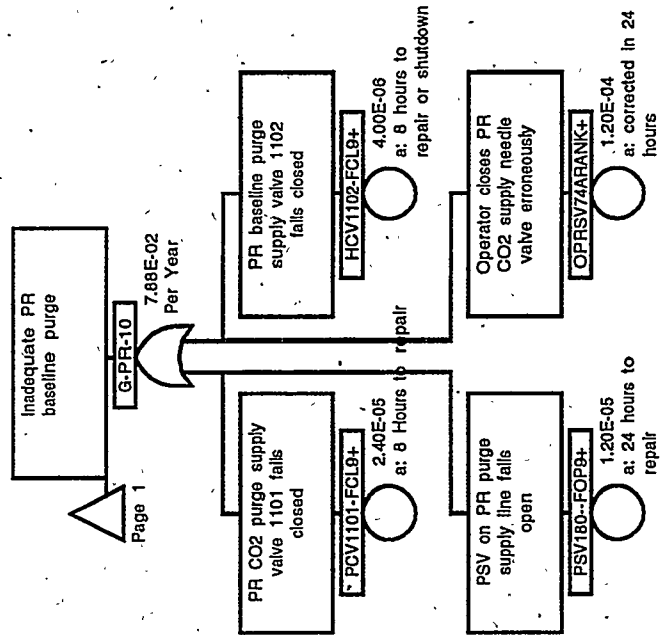 Inadequate PR
baseline purge
G-PR-10
7.88E-02
Per Year
Page 1
PR CO2 purge supply
valve 1101 fails
closed
PCV1101-FCL9+
2.40E-05
a: 8 Hours to repair
PR baseline purge
supply valve 1102
fails closed
HCV1102-FCL9+
4.00E-06
a: 8 hours to
repair or shutdown
PSV on PR purge
supply line fails
open
PSV180--FOP9+
1.20E-05
a: 24 hours to
repair
Operator closes PR
CO2 supply needle
valve erroneously
OPRSV74ARANK+
1.20E-04
a: corrected in 24
hours